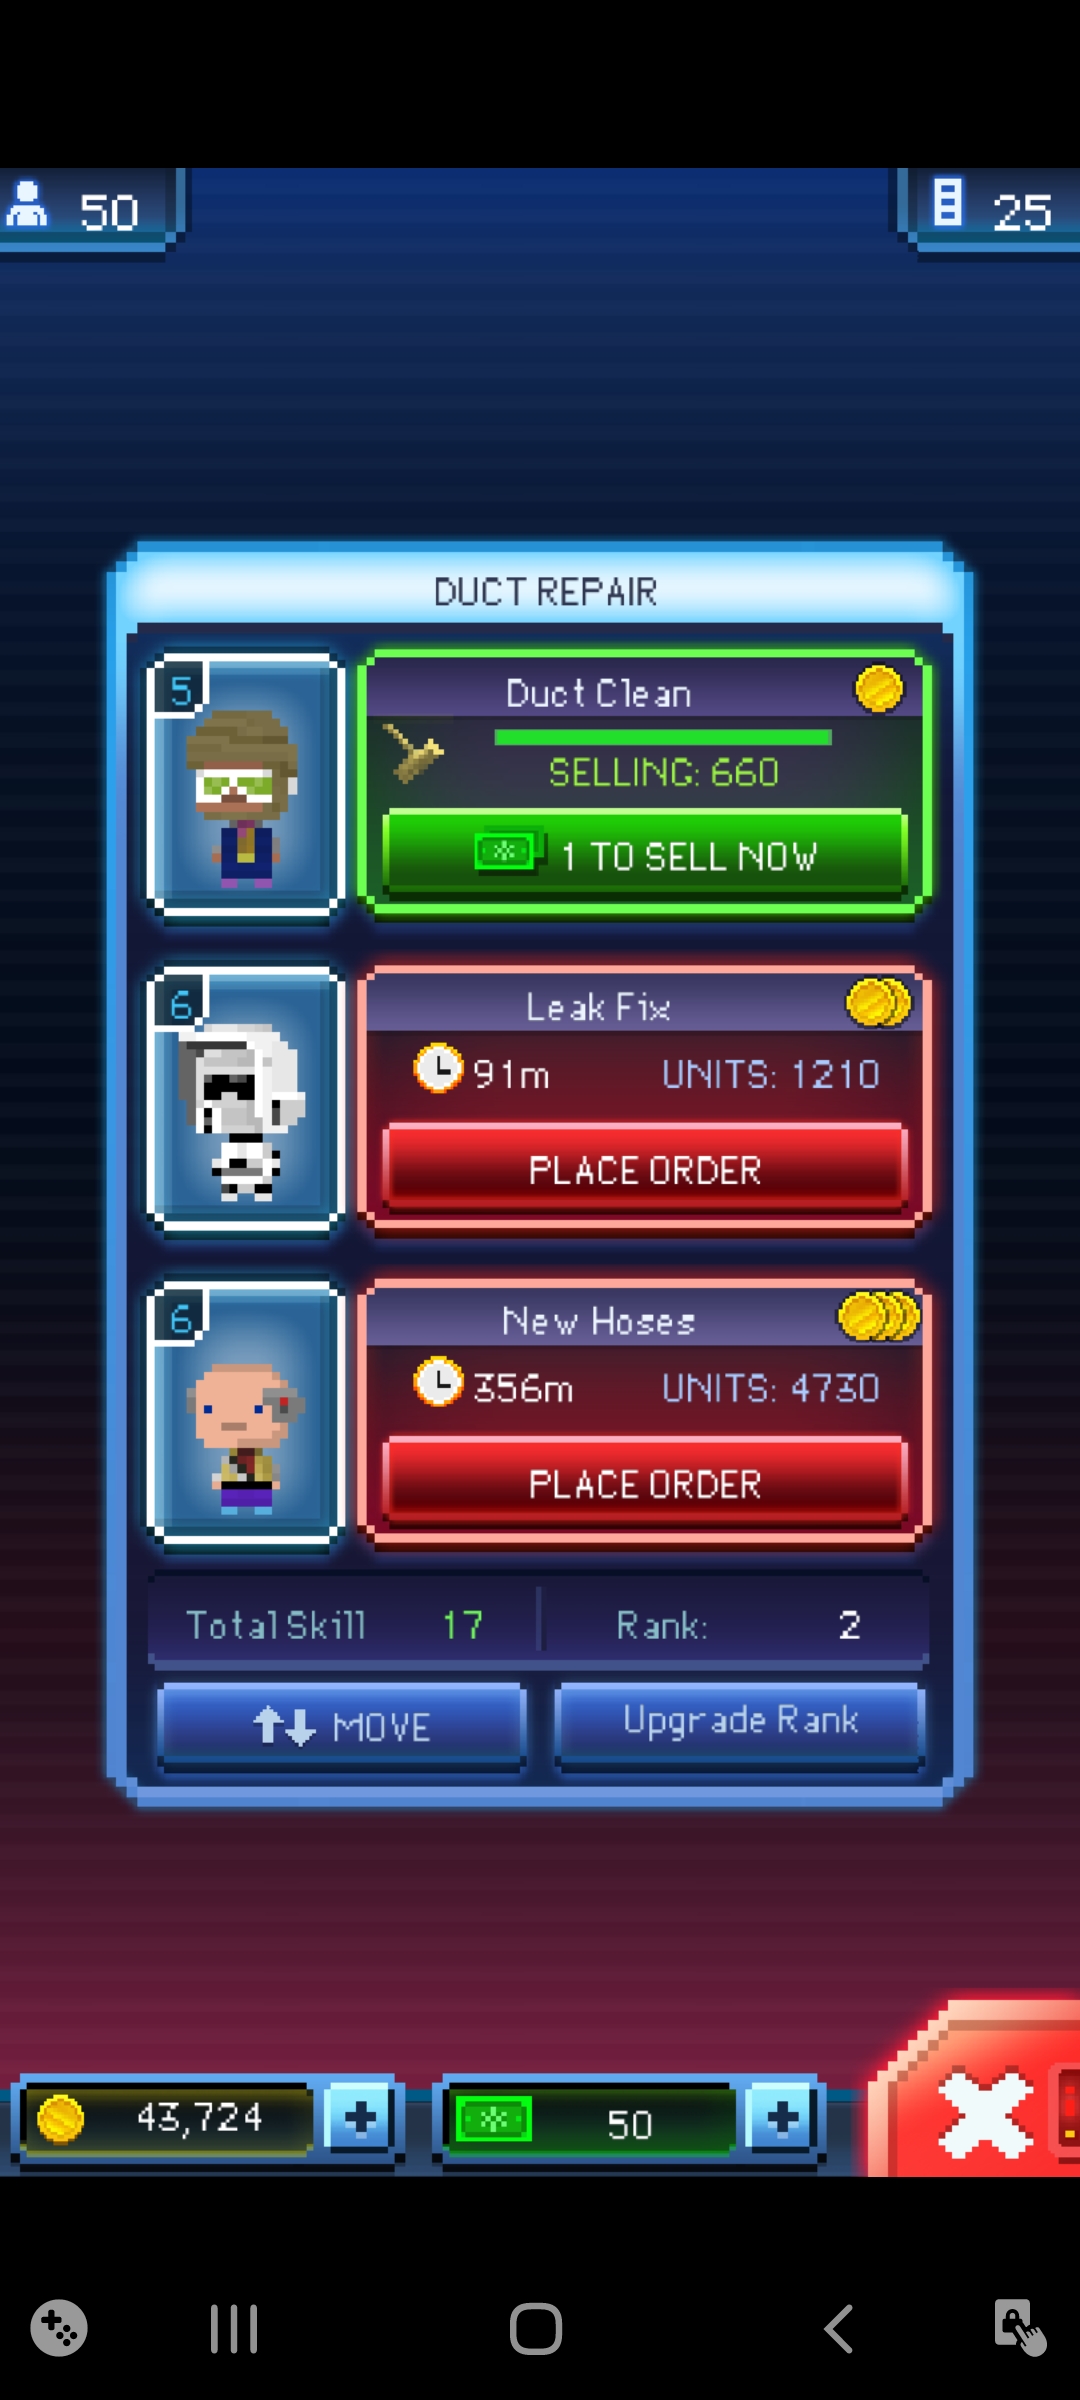 50
25
DUCT REPAIR
5
Duct Clean
SELLING: 660
1 TO SELL NOW
6
Leak Fix
91m
UNITS: 1210
PLACE ORDER
6
New Hoses
356m
UNITS: 4730
PLACE ORDER
Total Skill 17
Rank: 2
MOVE
Upgrade Rank
43,724
50